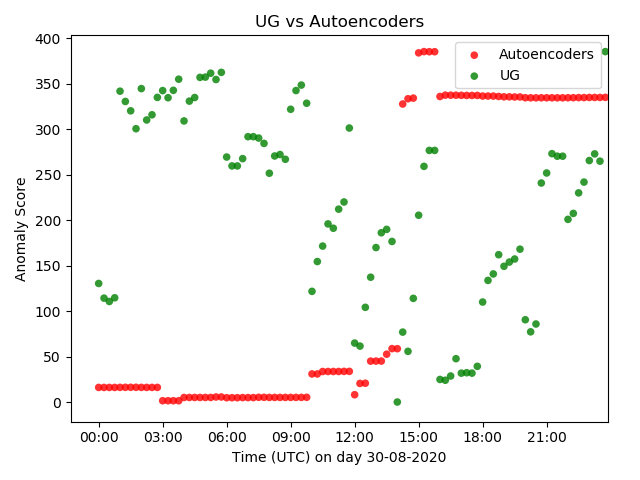 UG vs Autoencoders
Autoencoders
UG
Anomaly Score
400
350
300
250
200
150
100
50
0
00:00 03:00 06:00 09:00 12:00 15:00 18:00 21:00
Time (UTC) on day 30-08-2020